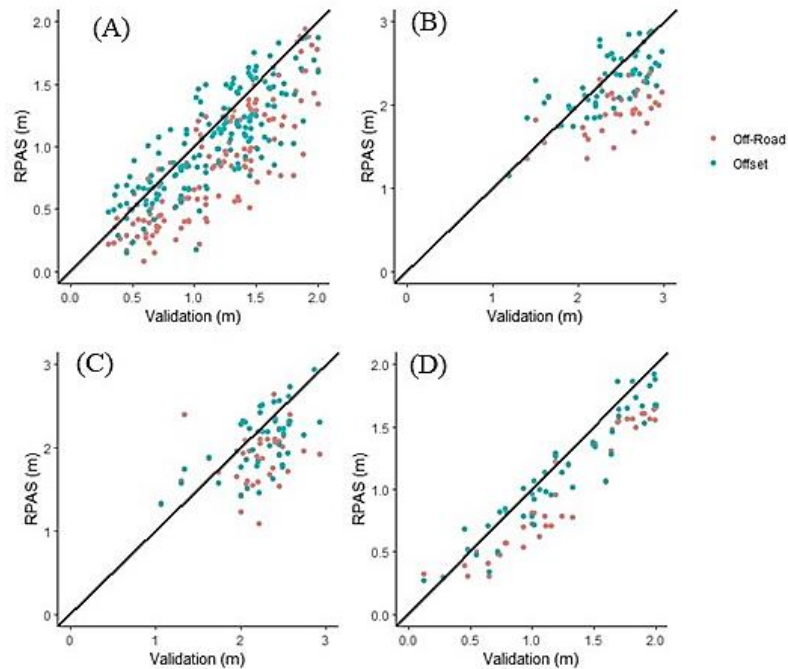 (A)
2.0
1.5
1.0
0.5
0.0
RPAS (m)
0.0 0.5 1.0 1.5 2.0
Validation (m)
(B)
3
2
1
0
RPAS (m)
0 1 2 3
Validation (m)
Off-Road
Offset
(C)
3
2
1
0
RPAS (m)
0 1 2 3
Validation (m)
(D)
2.0
1.5
1.0
0.5
0.0
RPAS (m)
0.0 0.5 1.0 1.5 2.0
Validation (m)